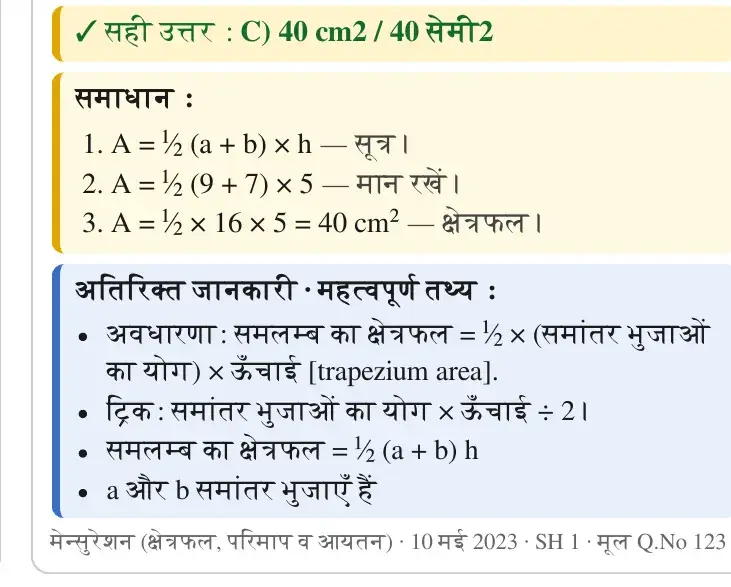 ✓ सही उत्तर : C) 40 cm2 / 40 सेमी2
समाधान :
1. A = ½ (a + b) × h — सूत्र।
2. A = ½ (9 + 7) × 5 — मान रखें।
3. A = ½ × 16 × 5 = 40 cm² — क्षेत्रफल।
अतिरिक्त जानकारी · महत्वपूर्ण तथ्य :
• अवधारणा : समलम्ब का क्षेत्रफल = ½ × (समांतर भुजाओं
का योग) × ऊँचाई [trapezium area].
• ट्रिक : समांतर भुजाओं का योग × ऊँचाई ÷ 2।
• समलम्ब का क्षेत्रफल = ½ (a + b) h
• a और b समांतर भुजाएँ हैं
मेन्सुरेशन (क्षेत्रफल, परिमाप व आयतन) · 10 मई 2023 · SH 1 · मूल Q.No 123